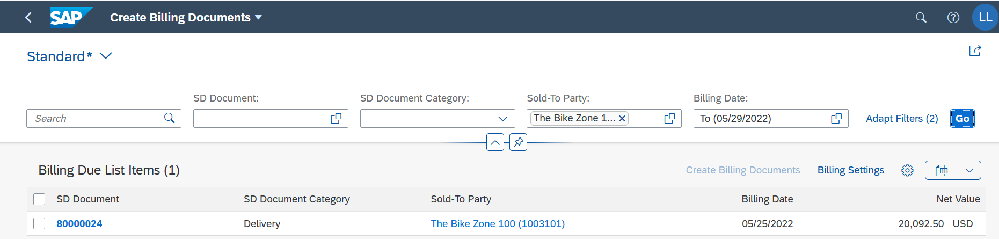 SAP Create Billing Documents LL
Standard*
SD Document: SD Document Category: Sold-To Party: Billing Date:
Search The Bike Zone 1... To (05/29/2022) Adapt Filters (2) Go
Billing Due List Items (1) Create Billing Documents Billing Settings
SD Document SD Document Category Sold-To Party Billing Date Net Value
80000024 Delivery The Bike Zone 100 (1003101) 05/25/2022 20,092.50 USD